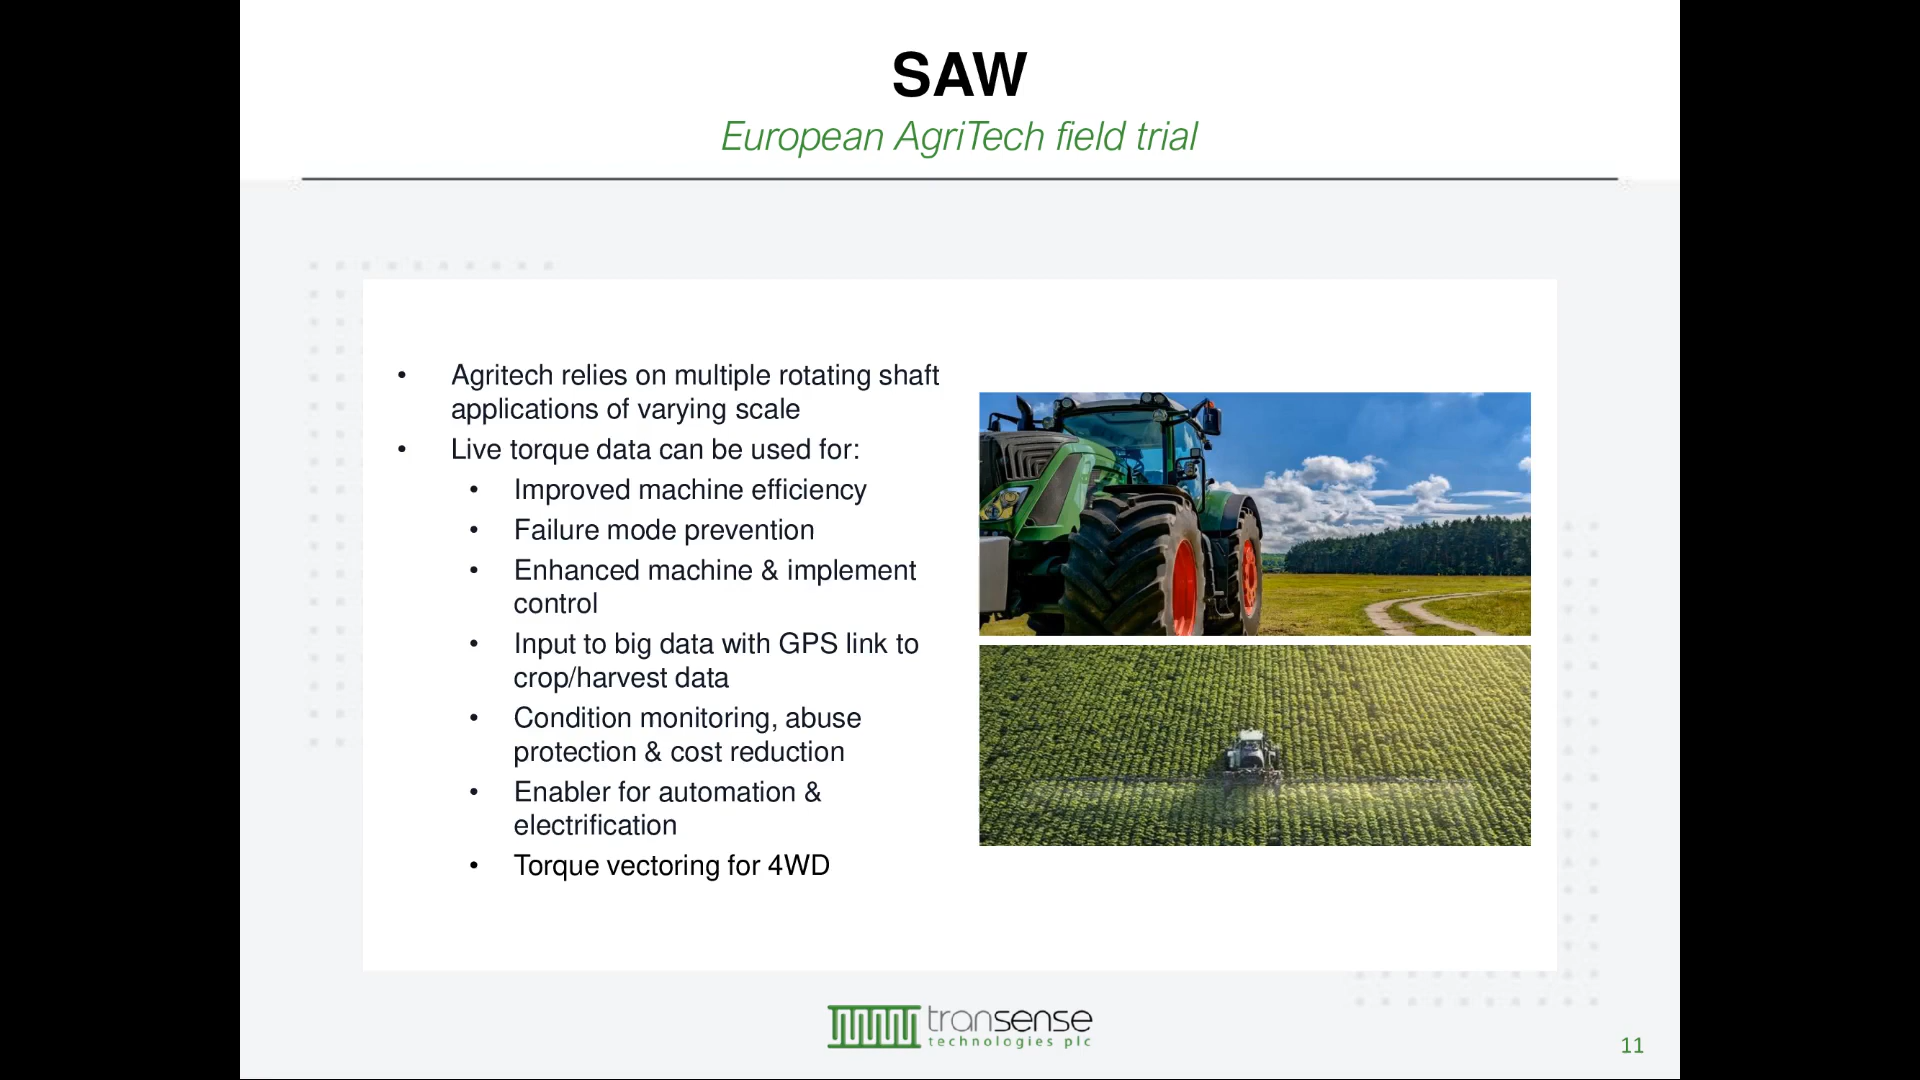 SAW
European AgriTech field trial
• Agritech relies on multiple rotating shaft
applications of varying scale
• Live torque data can be used for:
• Improved machine efficiency
• Failure mode prevention
• Enhanced machine & implement
control
• Input to big data with GPS link to
crop/harvest data
• Condition monitoring, abuse
protection & cost reduction
• Enabler for automation &
electrification
• Torque vectoring for 4WD
transense
technologies plc
11